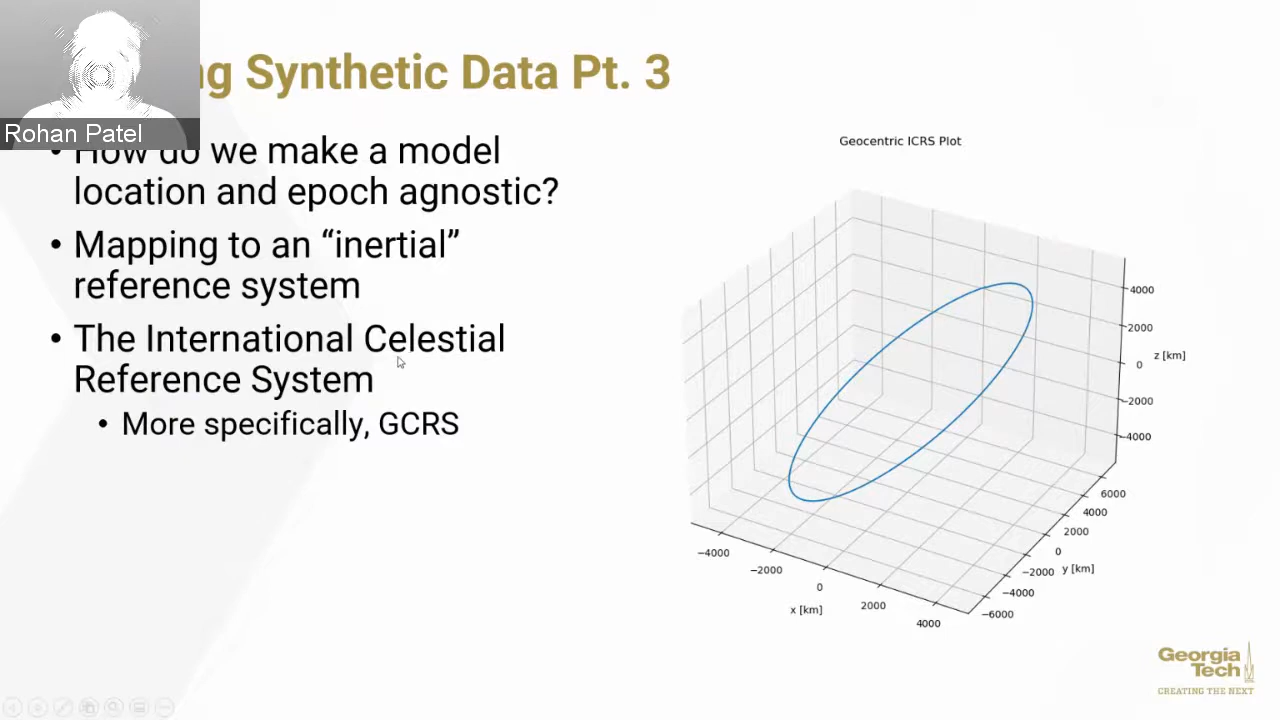 ng Synthetic Data Pt. 3
Rohan Patel
• How do we make a model
location and epoch agnostic?
• Mapping to an “inertial”
reference system
• The International Celestial
Reference System
• More specifically, GCRS
Geocentric ICRS Plot
4000
2000
0
−2000
−4000
z [km]
6000
4000
2000
0
−2000
−4000
−6000
y [km]
−4000
−2000
0
2000
4000
x [km]
Georgia
Tech
CREATING THE NEXT